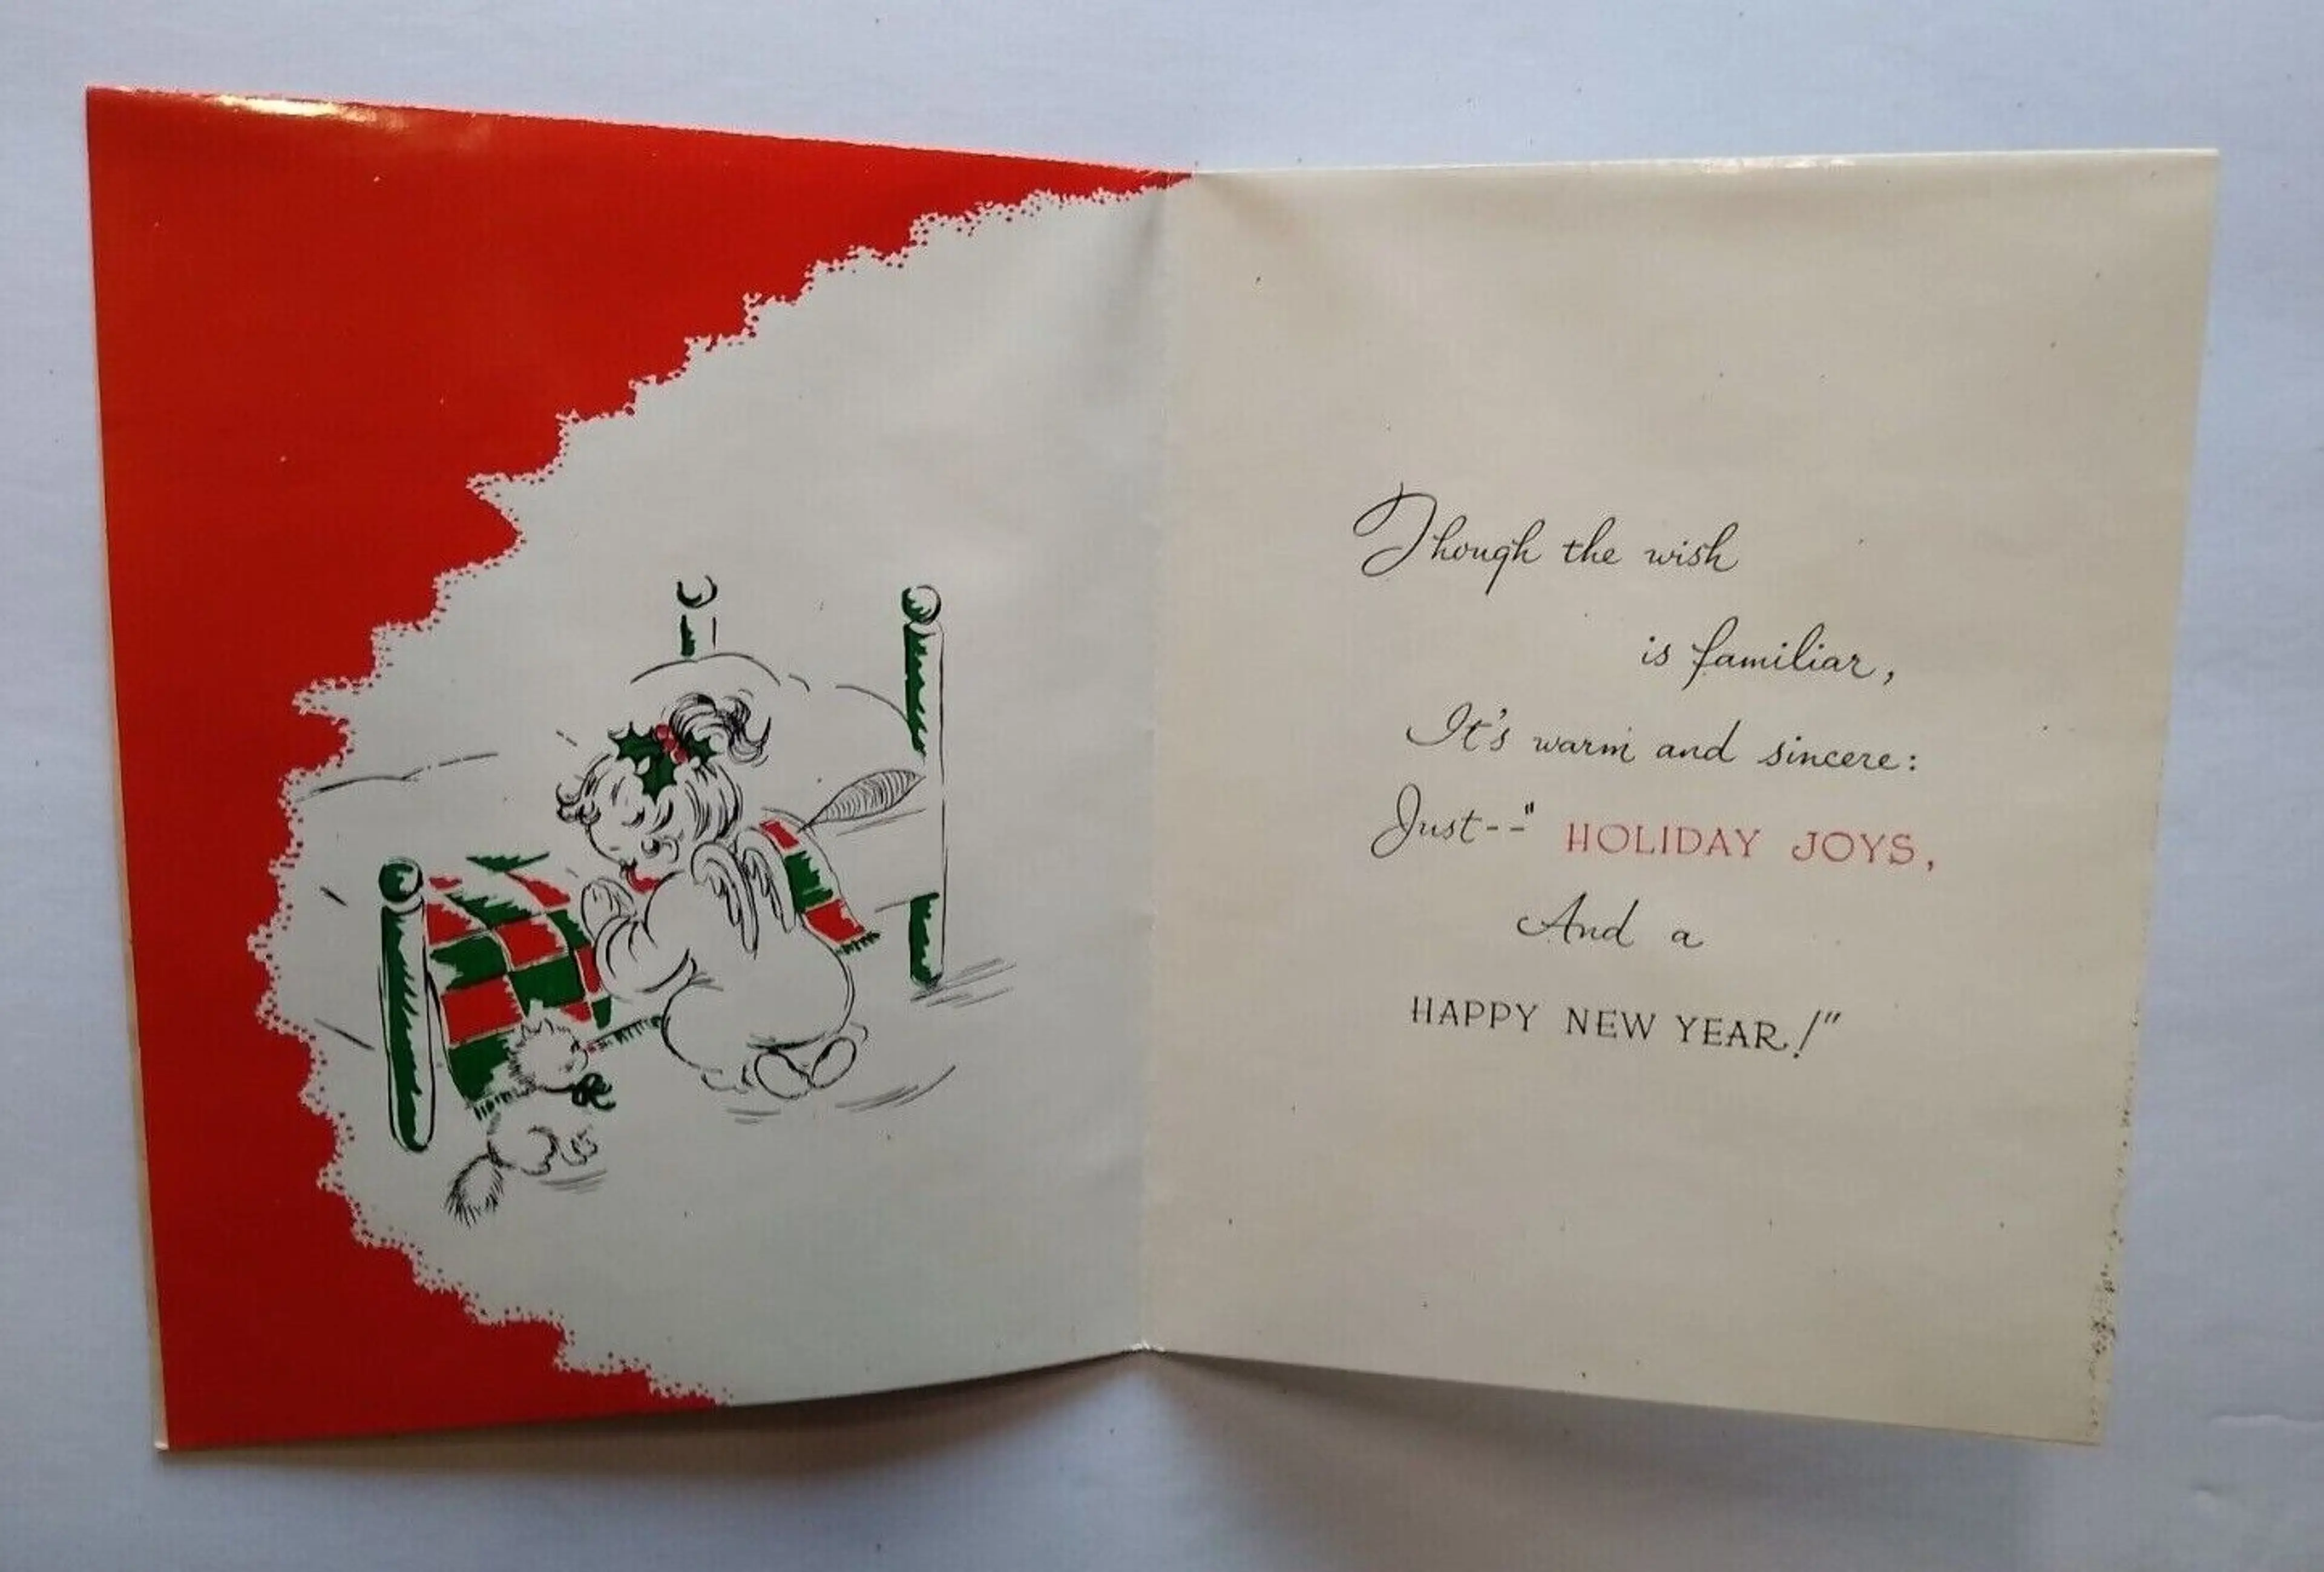 Though the wish
is familiar,
It's warm and sincere:
Just--" HOLIDAY JOYS,
And a
HAPPY NEW YEAR!"